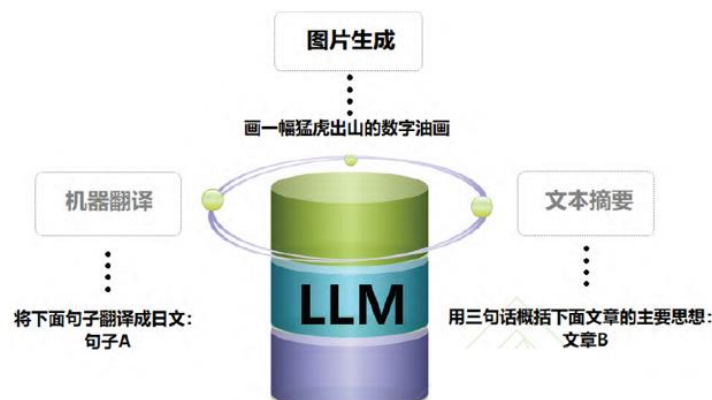 图片生成
画一幅猛虎出山的数字油画
机器翻译
文本摘要
LLM
将下面句子翻译成日文：
句子A
用三句话概括下面文章的主要思想：
文章B